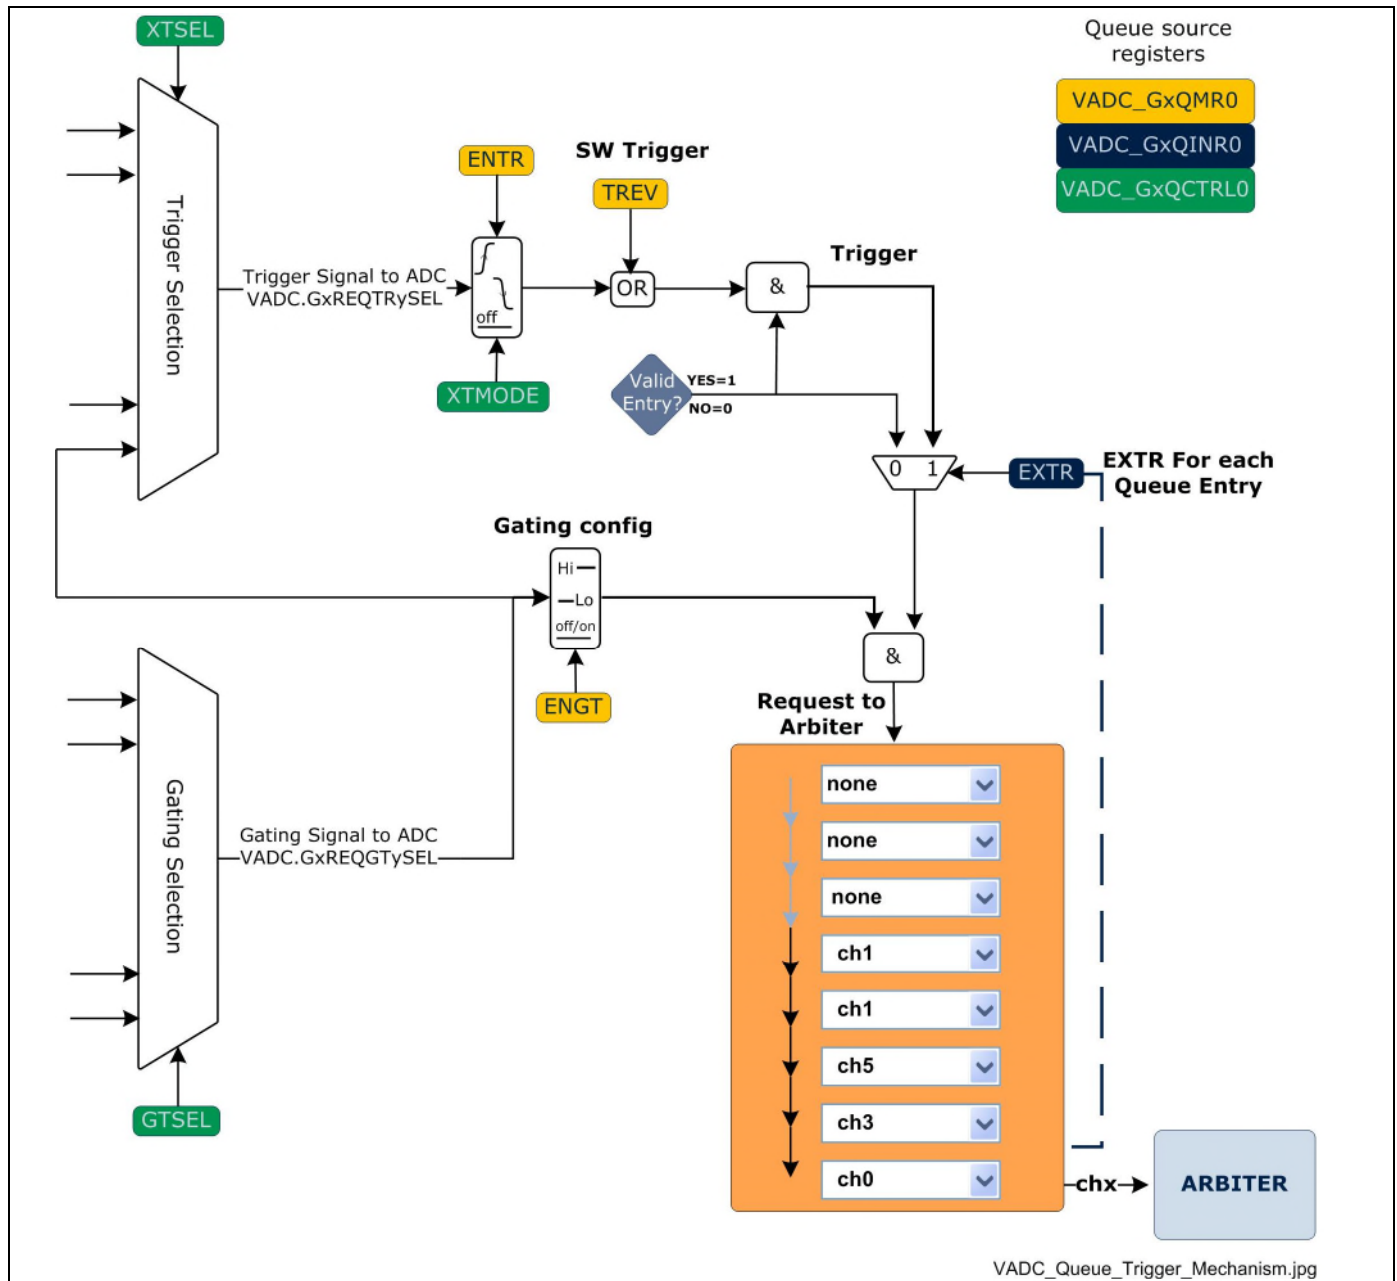 XTSEL
Queue source
registers
VADC_GxQMR0
VADC_GxQINR0
VADC_GxQCTRL0
ENTR
SW Trigger
TREV
Trigger Selection
Trigger Signal to ADC
VADC.GxREQTRySEL
off
OR
&
Trigger
XTMODE
Valid
Entry?
YES=1
NO=0
0 1
EXTR
EXTR For each
Queue Entry
Gating config
Hi
Lo
off/on
ENGT
&
Request to
Arbiter
Gating Selection
Gating Signal to ADC
VADC.GxREQGTySEL
GTSEL
none
none
none
ch1
ch1
ch5
ch3
ch0
chx
ARBITER
VADC_Queue_Trigger_Mechanism.jpg